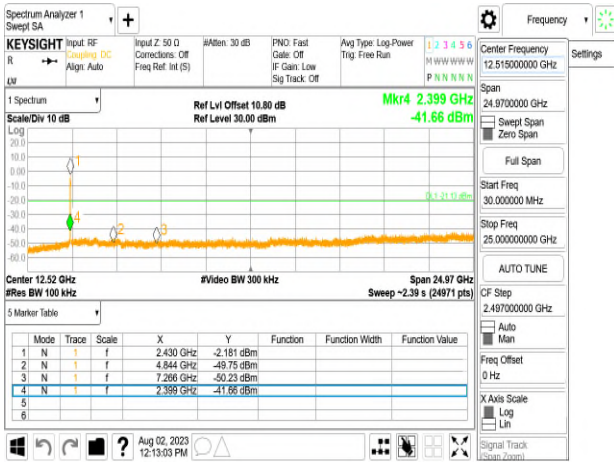 Spectrum Analyzer 1
Swept SA
+
Frequency
KEYSIGHT
Input: RF
Coupling: DC
Align: Auto
Input Z: 50 Ω
Corrections: Off
Freq Ref: Int (S)
#Atten: 30 dB
PNO: Fast
Gate: Off
IF Gain: Low
Sig Track: Off
Avg Type: Log-Power
Trig: Free Run
1 2 3 4 5 6
M W W W W W
P N N N N N
R
Center Frequency
12.515000000 GHz
Settings
1 Spectrum
Scale/Div 10 dB
Ref Lvl Offset 10.80 dB
Ref Level 30.00 dBm
Mkr4 2.399 GHz
-41.66 dBm
Log
20.0
10.0
0.00
-10.0
-20.0
-30.0
-40.0
-50.0
-60.0
1
4
2
3
DL1 -21.10 dBm
Center 12.52 GHz
#Res BW 100 kHz
#Video BW 300 kHz
Span 24.97 GHz
Sweep ~2.39 s (24971 pts)
Span
24.9700000 GHz
Swept Span
Zero Span
Full Span
Start Freq
30.000000 MHz
Stop Freq
25.000000000 GHz
AUTO TUNE
CF Step
2.497000000 GHz
Auto
Man
Freq Offset
0 Hz
X Axis Scale
Log
Lin
Signal Track
(Span Zoom)
5 Marker Table
Mode Trace Scale X Y Function Function Width Function Value
1 N 1 f 2.430 GHz -2.181 dBm
2 N 1 f 4.844 GHz -49.75 dBm
3 N 1 f 7.266 GHz -50.23 dBm
4 N 1 f 2.399 GHz -41.66 dBm
5
6
?
Aug 02, 2023
12:13:03 PM